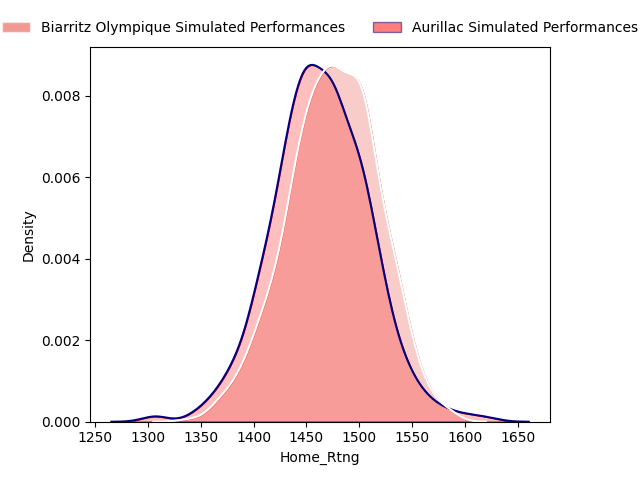 Biarritz Olympique Simulated Performances Aurillac Simulated Performances
0.008
0.006
0.004
0.002
0.000
Density
1250 1300 1350 1400 1450 1500 1550 1600 1650
Home_Rtng